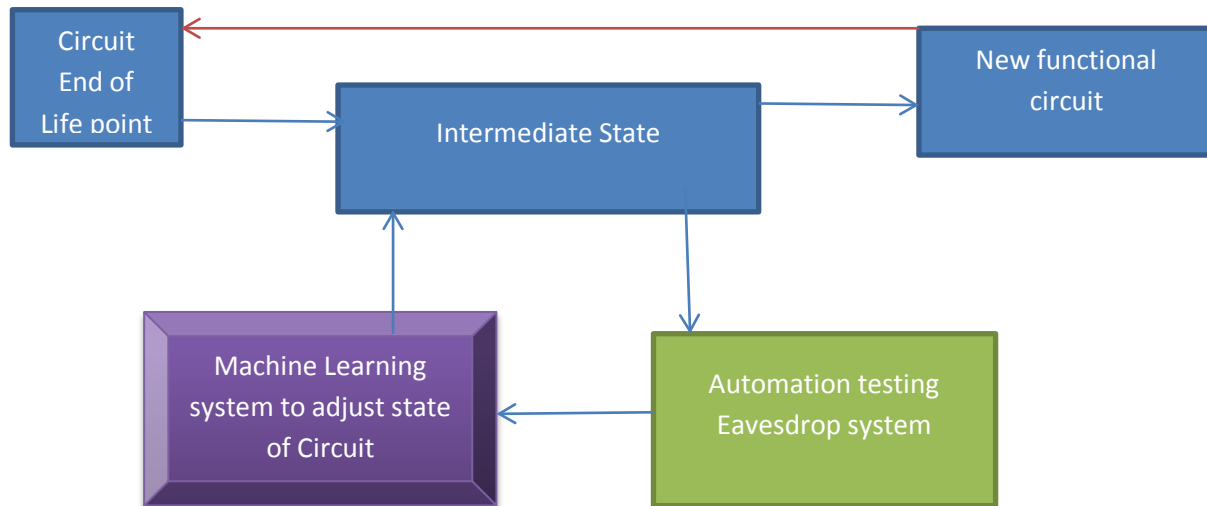 Circuit
End of
Life point
New functional
circuit
Intermediate State
Machine Learning
system to adjust state
of Circuit
Automation testing
Eavesdrop system